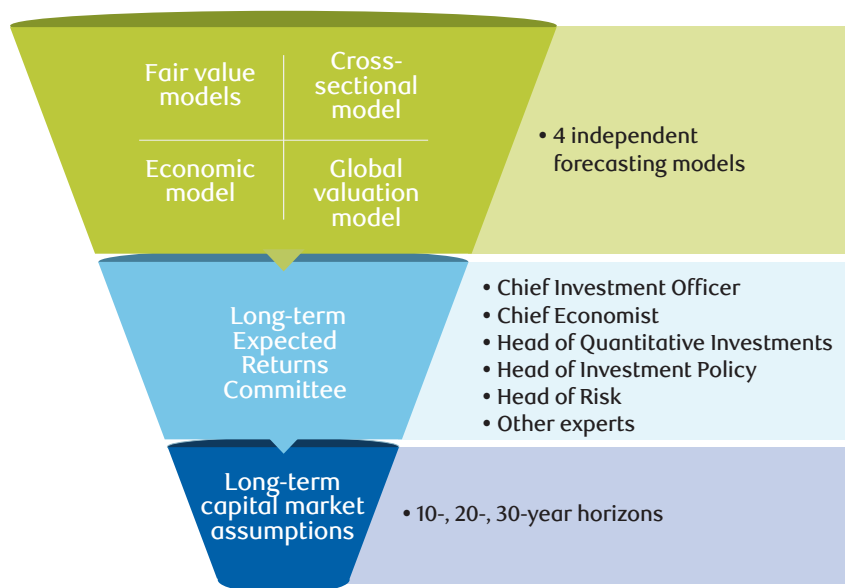 Fair value
models
Cross-
sectional
model
Economic
model
Global
valuation
model
• 4 independent
forecasting models
Long-term
Expected
Returns
Committee
• Chief Investment Officer
• Chief Economist
• Head of Quantitative Investments
• Head of Investment Policy
• Head of Risk
• Other experts
Long-term
capital market
assumptions
• 10-, 20-, 30-year horizons